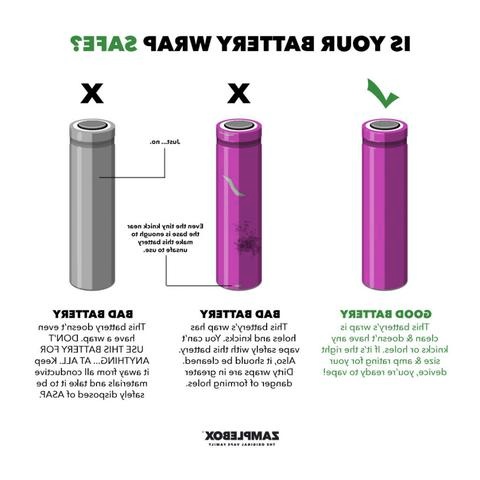 IS YOUR BATTERY WRAP SAFE?
X
X
Just... no.
Even the tiny knick near
the base is enough to
make this battery
unsafe to use.
GOOD BATTERY
This battery's wrap is
clean & doesn't have any
knicks or holes. If it's the right
size & amp rating for your
device, you're ready to vape!
BAD BATTERY
This battery's wrap has
holes and knicks. You can't
vape safely with this battery.
Also, it should be cleaned.
Dirty wraps are in greater
danger of forming holes.
BAD BATTERY
This battery doesn't even
have a wrap. DON'T
USE THIS BATTERY FOR
ANYTHING... AT ALL. Keep
it away from all conductive
materials and take it to be
safely disposed of ASAP.
ZAMPLEBOX™
THE ORIGINAL VAPE FAMILY